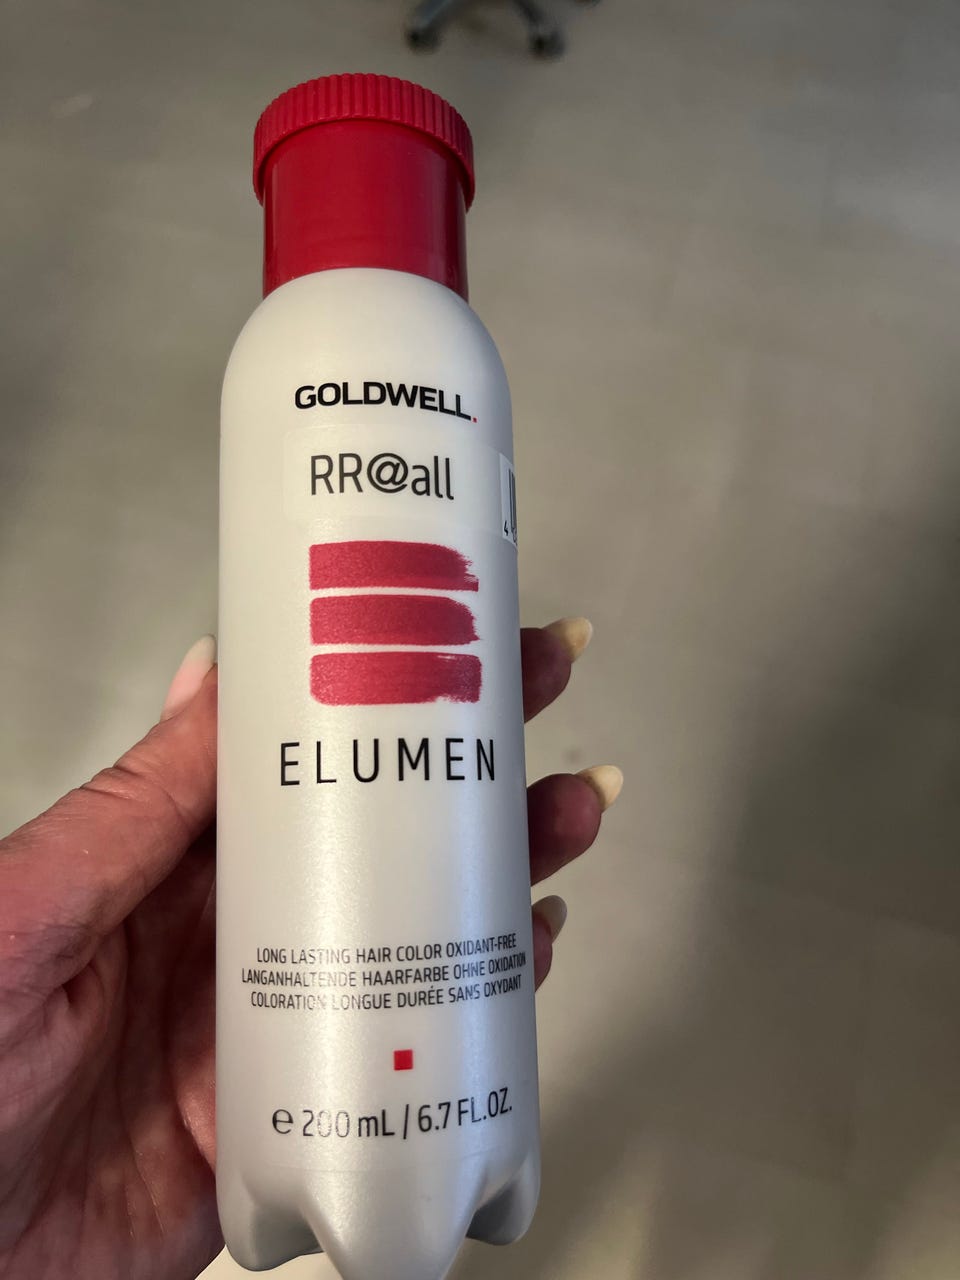 GOLDWELL.
RR@all
4
ELUMEN
LONG LASTING HAIR COLOR OXIDANT-FREE
LANGANHALTENDE HAARFARBE OHNE OXIDATION
COLORATION LONGUE DURÉE SANS OXYDANT
℮ 200 mL / 6.7 FL.OZ.